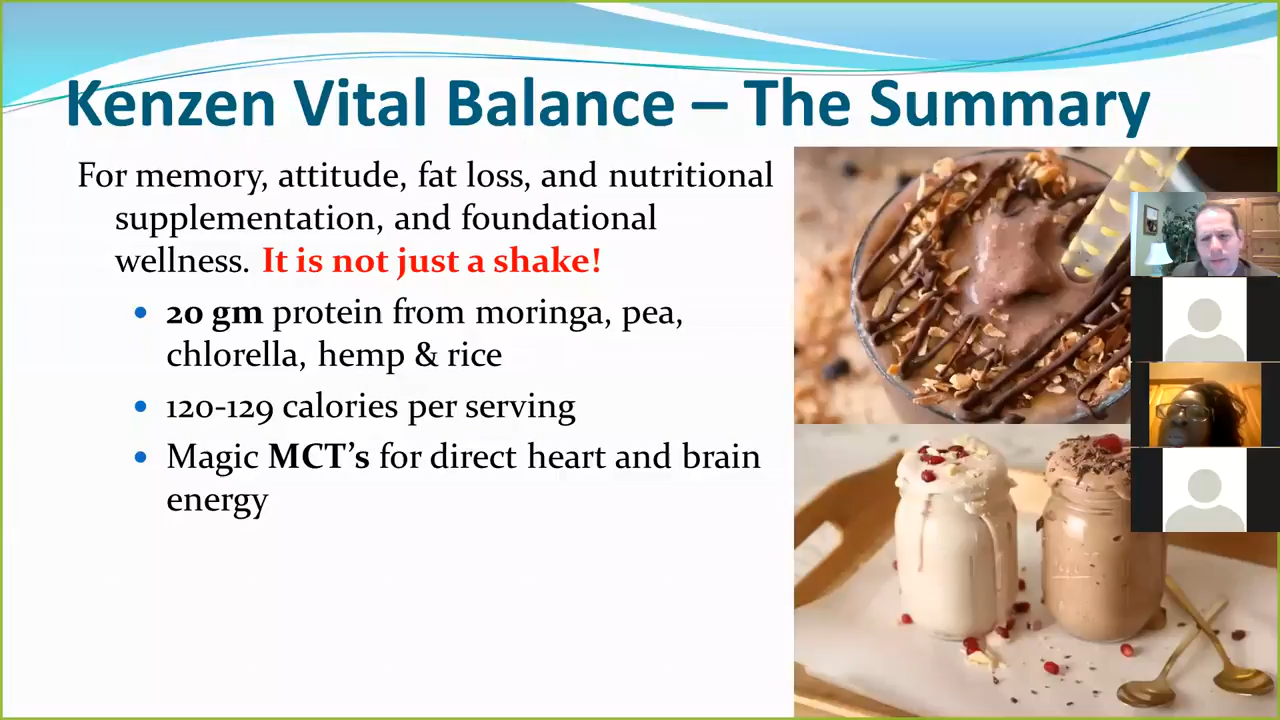 Kenzen Vital Balance – The Summary
For memory, attitude, fat loss, and nutritional
supplementation, and foundational
wellness. It is not just a shake!
• 20 gm protein from moringa, pea,
chlorella, hemp & rice
• 120-129 calories per serving
• Magic MCT’s for direct heart and brain
energy